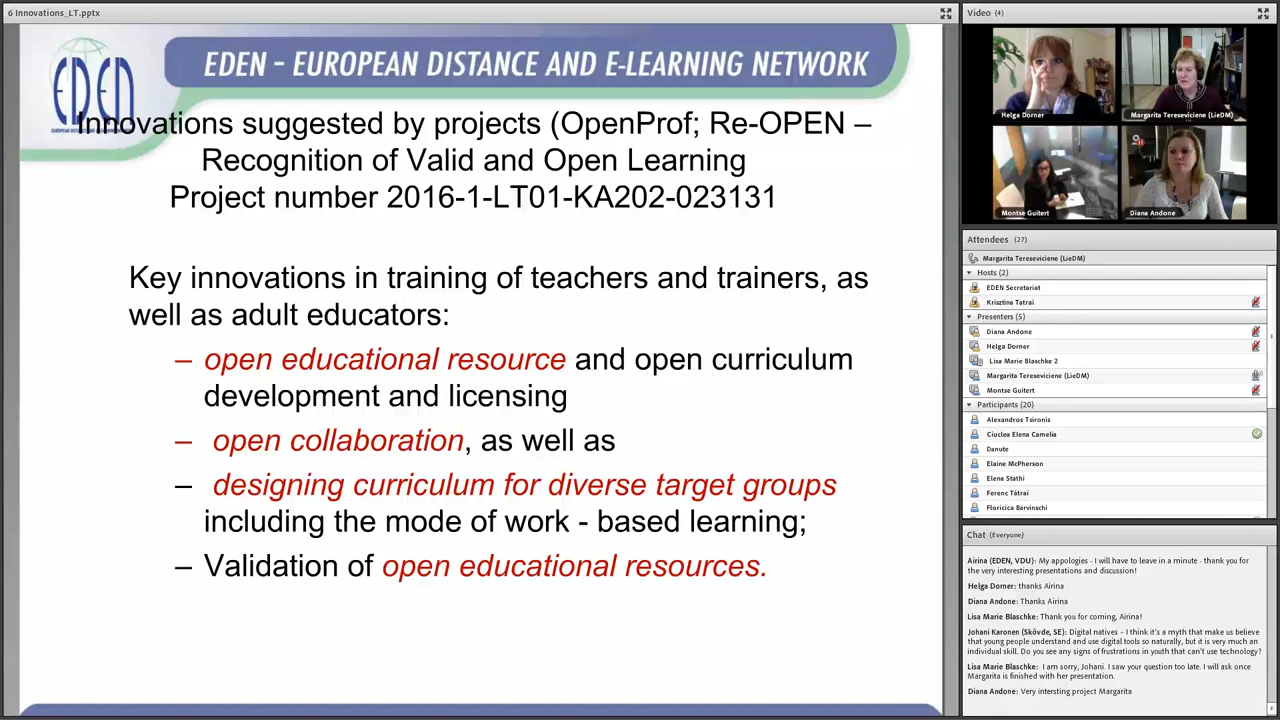 6 Innovations_LT.pptx
EDEN
EDEN – EUROPEAN DISTANCE AND E-LEARNING NETWORK
Innovations suggested by projects (OpenProf; Re-OPEN –
Recognition of Valid and Open Learning
Project number 2016-1-LT01-KA202-023131
Key innovations in training of teachers and trainers, as
well as adult educators:
– open educational resource and open curriculum
development and licensing
– open collaboration, as well as
– designing curriculum for diverse target groups
including the mode of work - based learning;
– Validation of open educational resources.
Video (4)
Helga Dorner
Margarita Tereseviciene (LieDM)
Montse Guitert
Diana Andone
Attendees (27)
Margarita Tereseviciene (LieDM)
Hosts (2)
EDEN Secretariat
Krisztina Tatrai
Presenters (5)
Diana Andone
Helga Dorner
Lisa Marie Blaschke 2
Margarita Tereseviciene (LieDM)
Montse Guitert
Participants (20)
Alexandros Tsironis
Ciuclea Elena Camelia
Danute
Elaine McPherson
Elena Stathi
Ferenc Tátrai
Floricica Barvinschi
Chat (Everyone)
Airina (EDEN, VDU): My appologies - I will have to leave in a minute - thank you for
the very interesting presentations and discussion!
Helga Dorner: thanks Airina
Diana Andone: Thanks Airina
Lisa Marie Blaschke: Thank you for coming, Airina!
Johani Karonen (Skövde, SE): Digital natives - I think it's a myth that make us believe
that young people understand and use digital tools so naturally, but it is very much an
individual skill. Do you see any signs of frustrations in youth that can't use technology?
Lisa Marie Blaschke: I am sorry, Johani. I saw your question too late. I will ask once
Margarita is finished with her presentation.
Diana Andone: Very intersting project Margarita